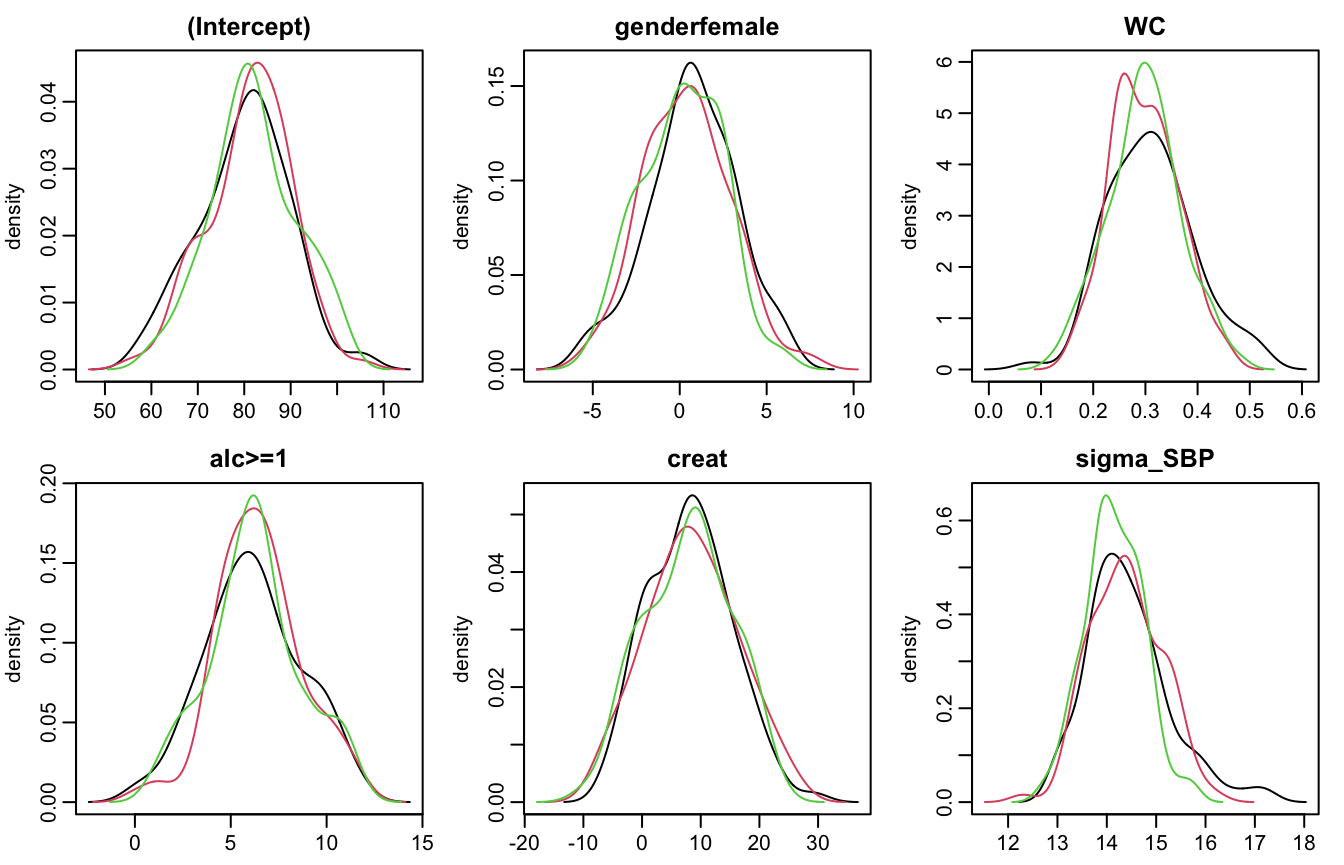 (Intercept)
density
0.00 0.01 0.02 0.03 0.04
50 60 70 80 90 110
genderfemale
density
0.00 0.05 0.10 0.15
-5 0 5 10
WC
density
0 1 2 3 4 5 6
0.0 0.1 0.2 0.3 0.4 0.5 0.6
alc>=1
density
0.00 0.05 0.10 0.15 0.20
0 5 10 15
creat
density
0.00 0.02 0.04
-20 -10 0 10 20 30
sigma_SBP
density
0.0 0.2 0.4 0.6
12 13 14 15 16 17 18